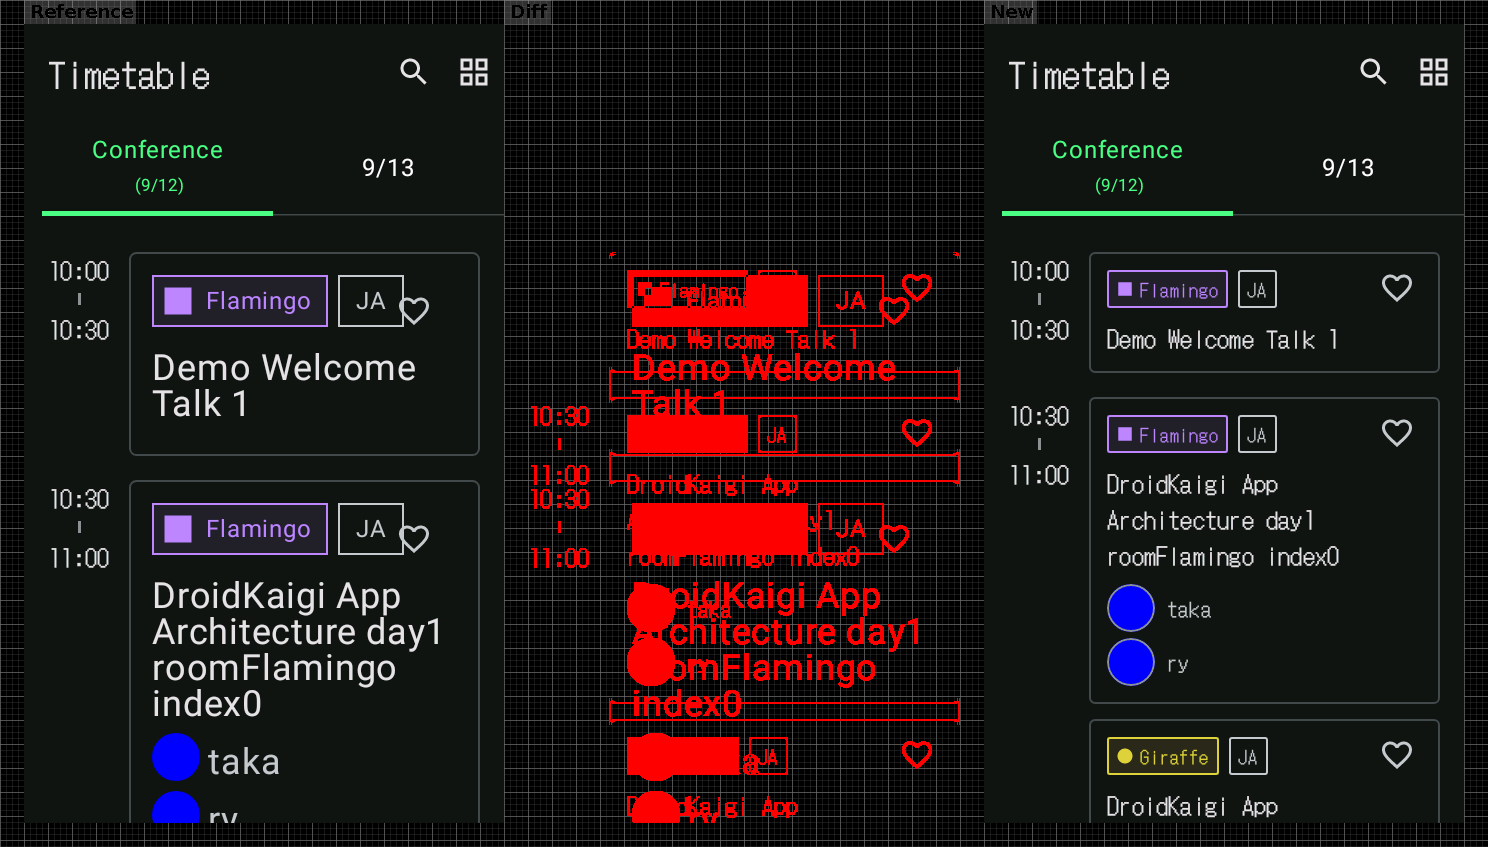 Reference
Timetable
Conference
(9/12)
9/13
10:00
10:30
Flamingo
JA
Demo Welcome
Talk 1
10:30
11:00
Flamingo
JA
DroidKaigi App
Architecture day1
roomFlamingo
index0
taka
ry
Diff
Flamingo
JA
Demo Welcome Talk 1
Demo Welcome
Talk 1
10:30
11:00
JA
DroidKaigi App
10:30
11:00
JA
roomFlamingo index0
DroidKaigi App
Architecture day1
roomFlamingo
index0
taka
JA
DroidKaigi App
ry
New
Timetable
Conference
(9/12)
9/13
10:00
10:30
Flamingo
JA
Demo Welcome Talk 1
10:30
11:00
Flamingo
JA
DroidKaigi App
Architecture day1
roomFlamingo index0
taka
ry
Giraffe
JA
DroidKaigi App